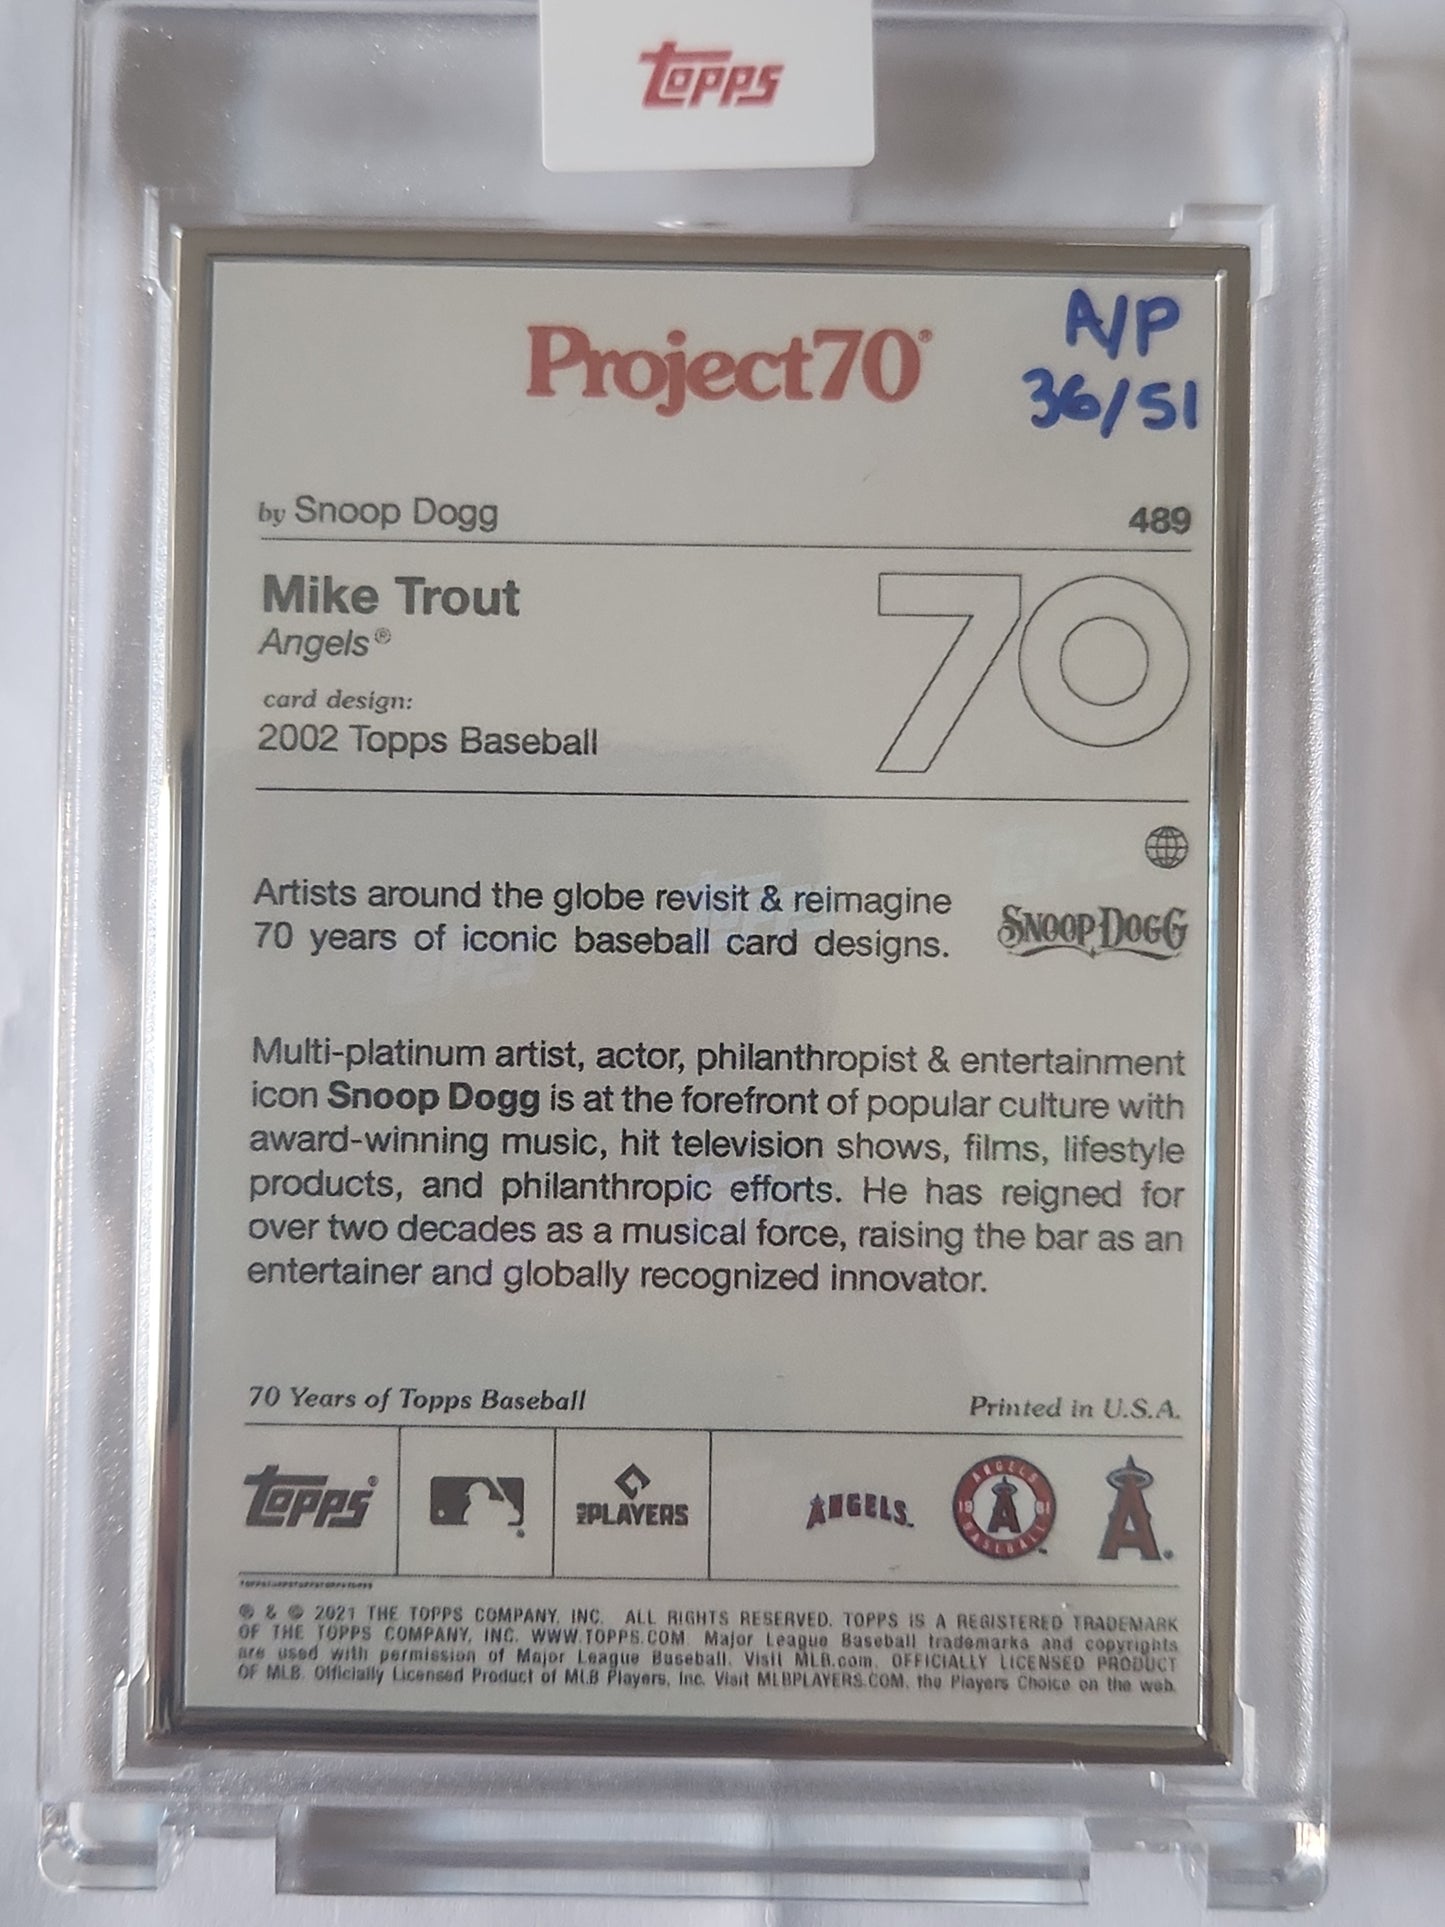 Topps
Project70®
A/P
36/51
by Snoop Dogg
489
Mike Trout
Angels®
card design:
2002 Topps Baseball
70
Artists around the globe revisit & reimagine
70 years of iconic baseball card designs.
SNOOP DOGG
Multi-platinum artist, actor, philanthropist & entertainment
icon Snoop Dogg is at the forefront of popular culture with
award-winning music, hit television shows, films, lifestyle
products, and philanthropic efforts. He has reigned for
over two decades as a musical force, raising the bar as an
entertainer and globally recognized innovator.
70 Years of Topps Baseball
Printed in U.S.A.
Topps®
PLAYERS
ANGELS™
ANGELS
19 A 61
BASEBALL™
A®
® & © 2021 THE TOPPS COMPANY, INC. ALL RIGHTS RESERVED. TOPPS IS A REGISTERED TRADEMARK
OF THE TOPPS COMPANY, INC. WWW.TOPPS.COM Major League Baseball trademarks and copyrights
are used with permission of Major League Baseball. Visit MLB.com. OFFICIALLY LICENSED PRODUCT
OF MLB. Officially Licensed Product of MLB Players, Inc. Visit MLBPLAYERS.COM, the Players Choice on the web.